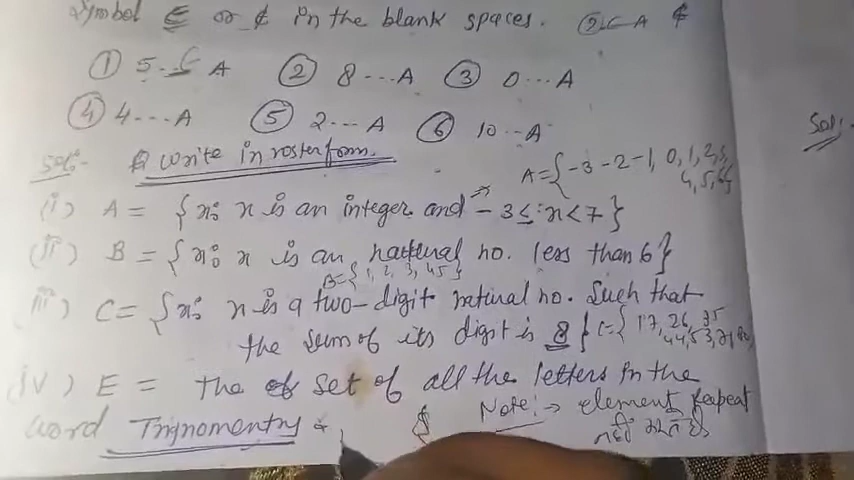 Symbol ∈ or ∉ in the blank spaces.
① 5 .. A ② 8 ... A ③ 0 ... A
④ 4 --- A ⑤ 2 --- A ⑥ 10 -- A
Sol:- write in roster form.
Sol:-
A = { -3 -2 -1, 0, 1, 2, 3,
4, 5, 6}
(i) A = {x: x is an integer and -3 ≤ x < 7}
(ii) B = {x: x is an natural no. less than 6}
B = {1, 2, 3, 4 5}
(iii) C = {x: x is a two-digit natural no. Such that
the sum of its digit is 8} C = { 17, 26, 35
44, 53,
(iv) E = the set of all the letters in the
word Trignomentry
Note:→ element Repeat
नहीं